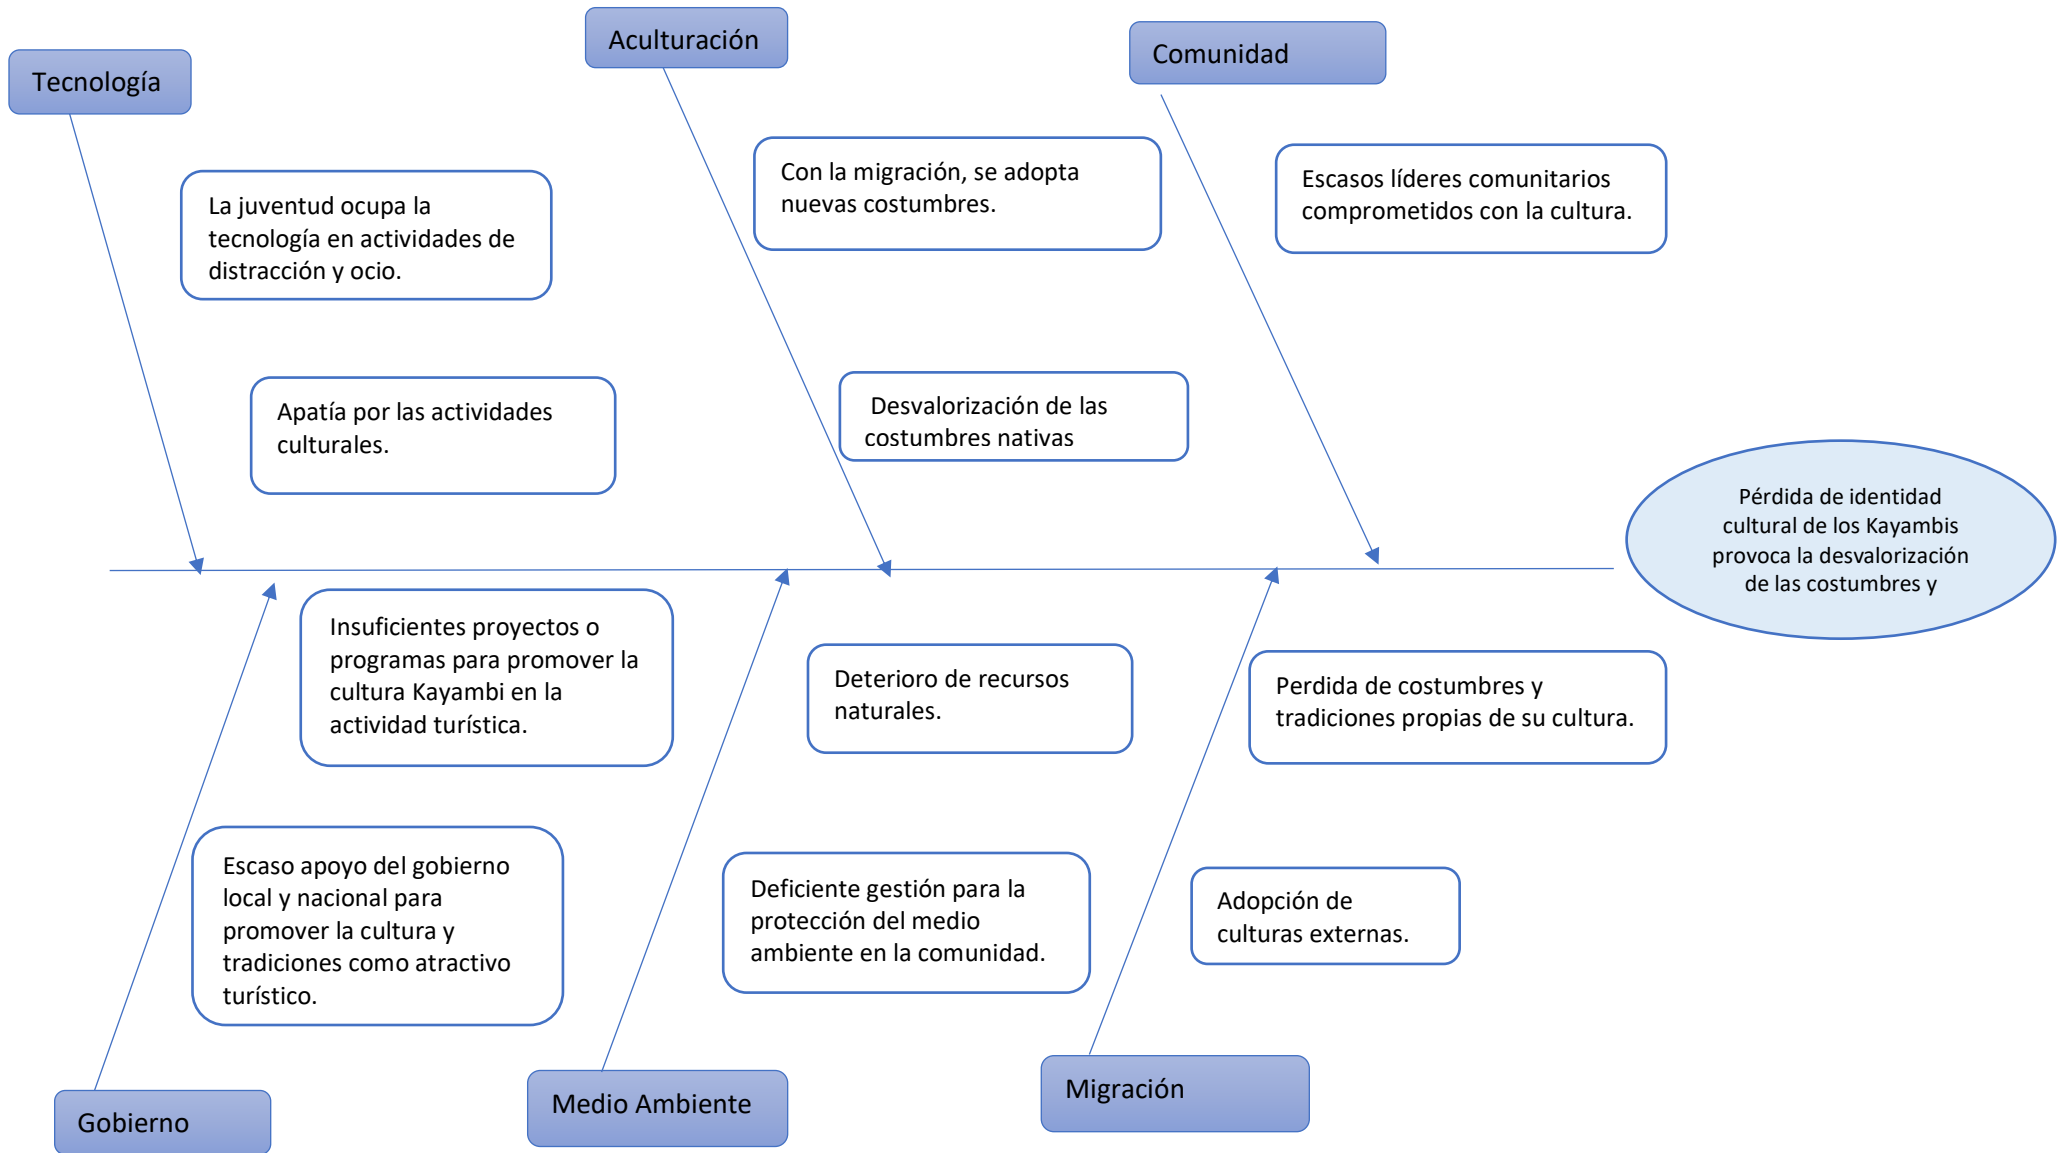 Tecnología
Aculturación
Comunidad
La juventud ocupa la
tecnología en actividades de
distracción y ocio.
Con la migración, se adopta
nuevas costumbres.
Escasos líderes comunitarios
comprometidos con la cultura.
Apatía por las actividades
culturales.
Desvalorización de las
costumbres nativas
Pérdida de identidad
cultural de los Kayambis
provoca la desvalorización
de las costumbres y
Insuficientes proyectos o
programas para promover la
cultura Kayambi en la
actividad turística.
Deterioro de recursos
naturales.
Perdida de costumbres y
tradiciones propias de su cultura.
Escaso apoyo del gobierno
local y nacional para
promover la cultura y
tradiciones como atractivo
turístico.
Deficiente gestión para la
protección del medio
ambiente en la comunidad.
Adopción de
culturas externas.
Gobierno
Medio Ambiente
Migración